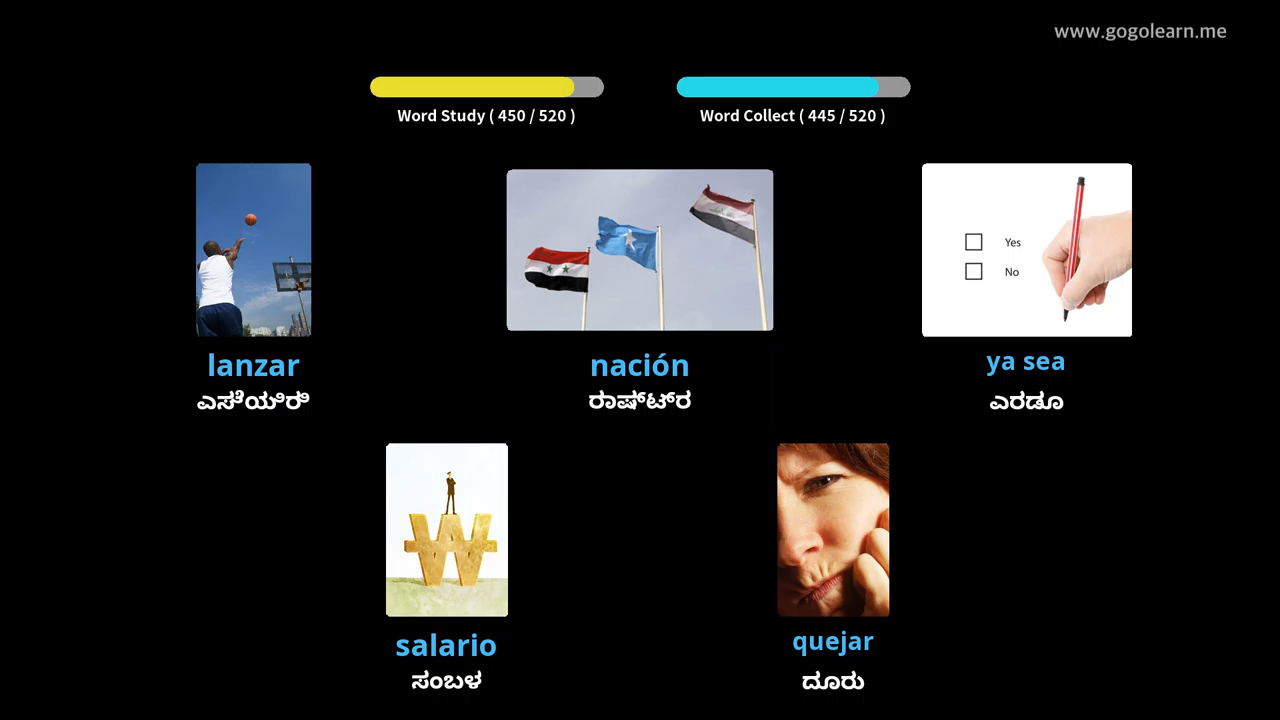 www.gogolearn.me
Word Study ( 450 / 520 )
Word Collect ( 445 / 520 )
Yes
No
lanzar
nación
ya sea
ಎಸೆಯಿರಿ
ರಾಷ್ಟ್ರ
ಎರಡೂ
salario
quejar
ಸಂಬಳ
ದೂರು